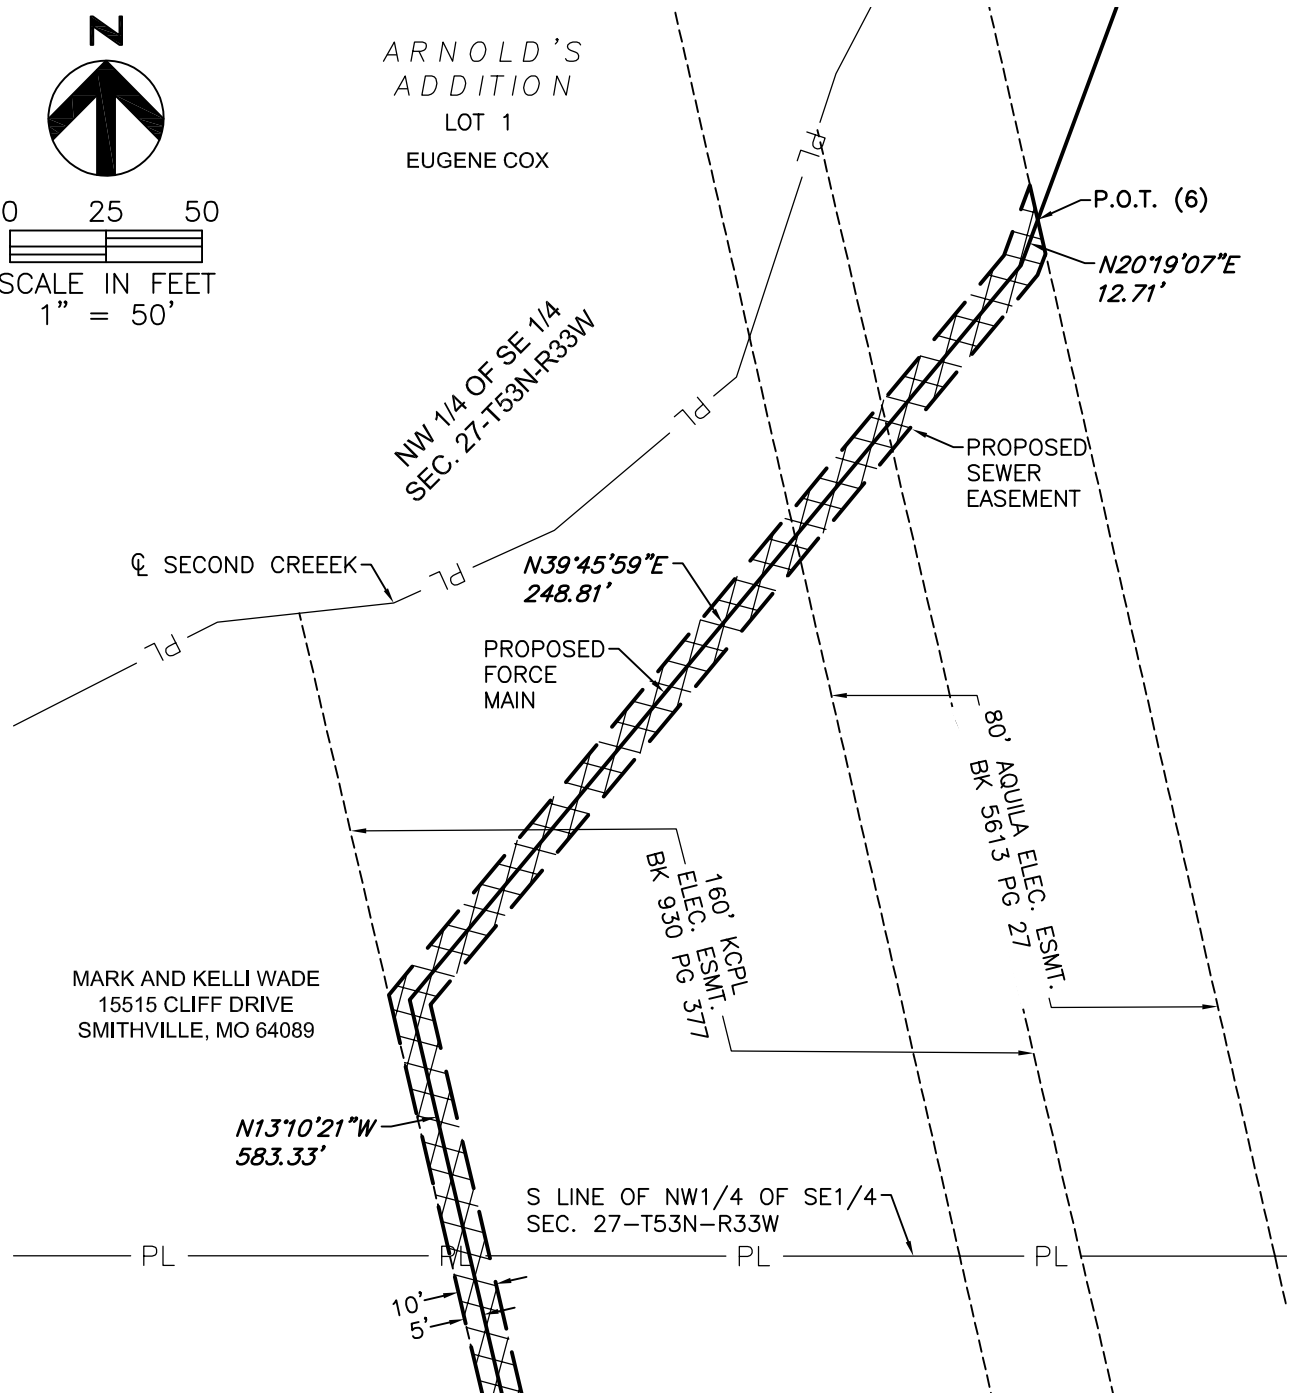 N
ARNOLD'S
ADDITION
LOT 1
EUGENE COX
0 25 50
SCALE IN FEET
1" = 50'
PL
P.O.T. (6)
N20°19'07"E
12.71'
NW 1/4 OF SE 1/4
SEC. 27-T53N-R33W
PL
PROPOSED
SEWER
EASEMENT
℄ SECOND CREEEK
PL
N39°45'59"E
248.81'
PL
PROPOSED
FORCE
MAIN
80' AQUILA ELEC. ESMT.
BK 5613 PG 27
160' KCPL
ELEC. ESMT.
BK 930 PG 377
MARK AND KELLI WADE
15515 CLIFF DRIVE
SMITHVILLE, MO 64089
N13°10'21"W
583.33'
S LINE OF NW1/4 OF SE1/4
SEC. 27-T53N-R33W
PL PL PL PL
10'
5'